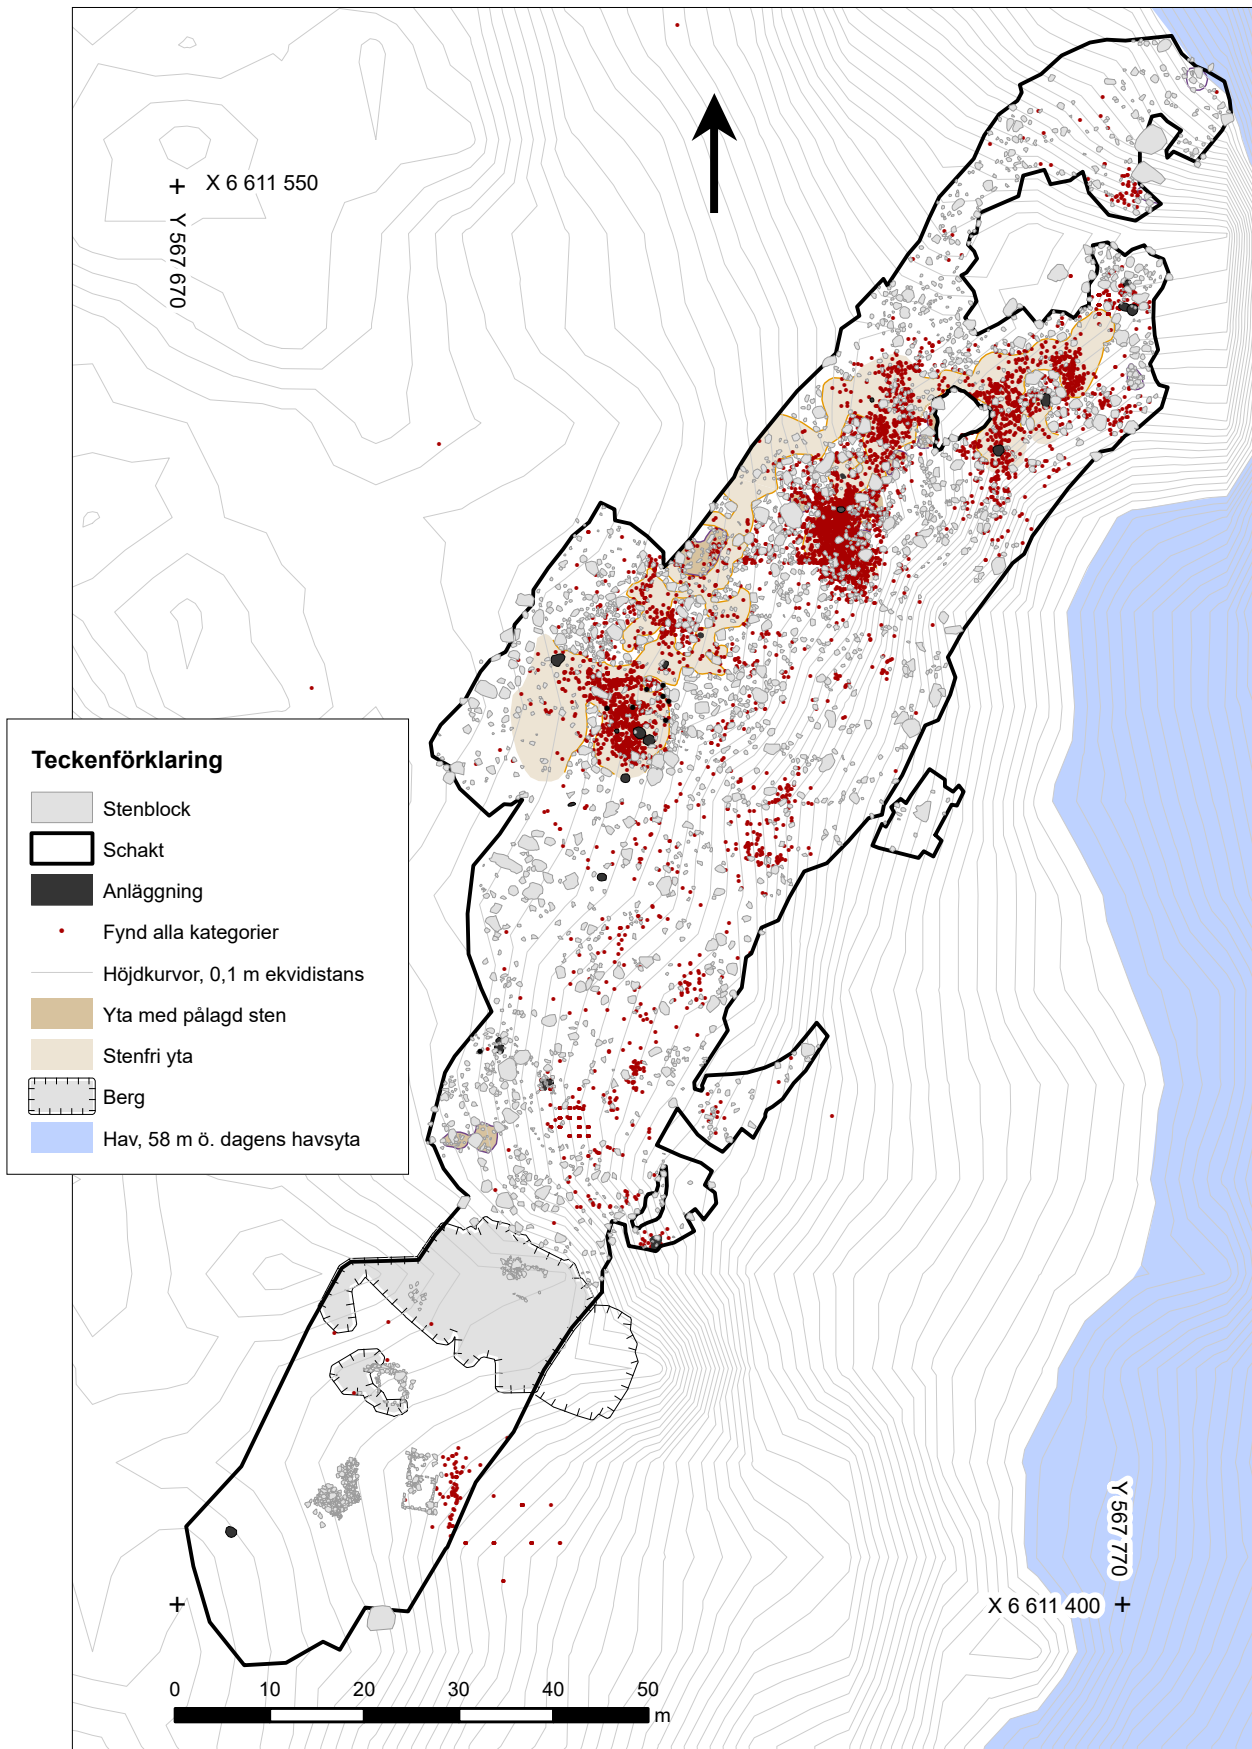 X 6 611 550
Y 567 670
Teckenförklaring
Stenblock
Schakt
Anläggning
Fynd alla kategorier
Höjdkurvor, 0,1 m ekvidistans
Yta med pålagd sten
Stenfri yta
Berg
Hav, 58 m ö. dagens havsyta
Y 567 770
X 6 611 400
0 10 20 30 40 50
m